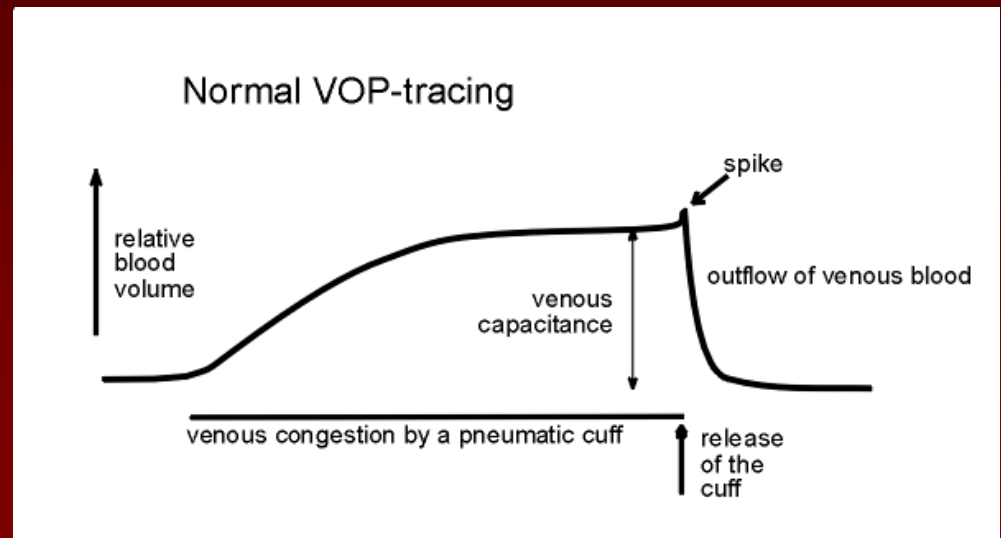 Normal VOP-tracing
spike
relative
blood
volume
outflow of venous blood
venous
capacitance
venous congestion by a pneumatic cuff
release
of the
cuff